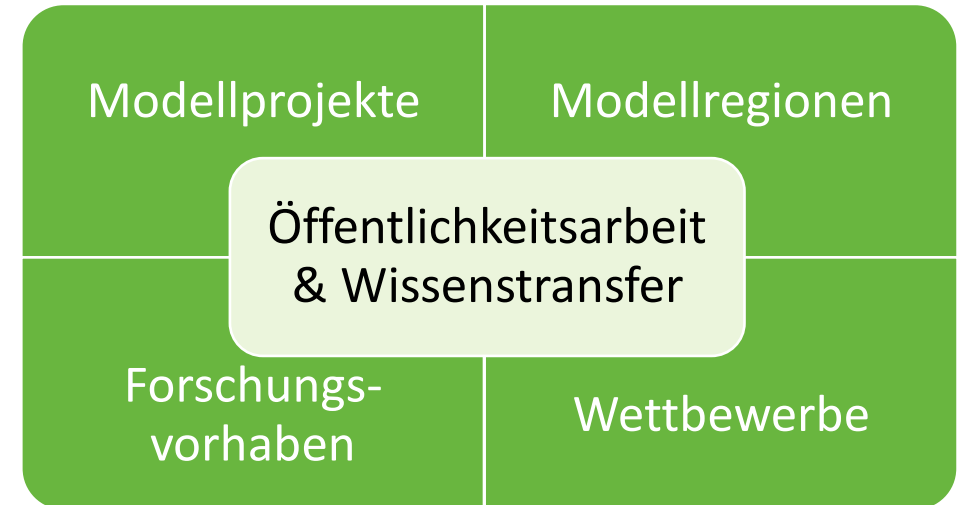 Modellprojekte
Modellregionen
Öffentlichkeitsarbeit
& Wissenstransfer
Forschungs-
vorhaben
Wettbewerbe